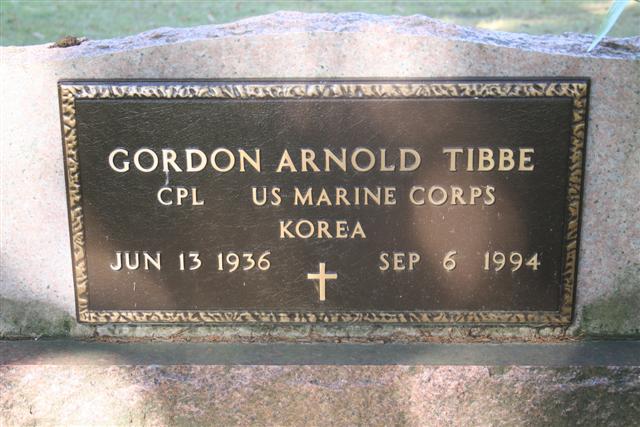 GORDON ARNOLD TIBBE
CPL US MARINE CORPS
KOREA
JUN 13 1936 SEP 6 1994